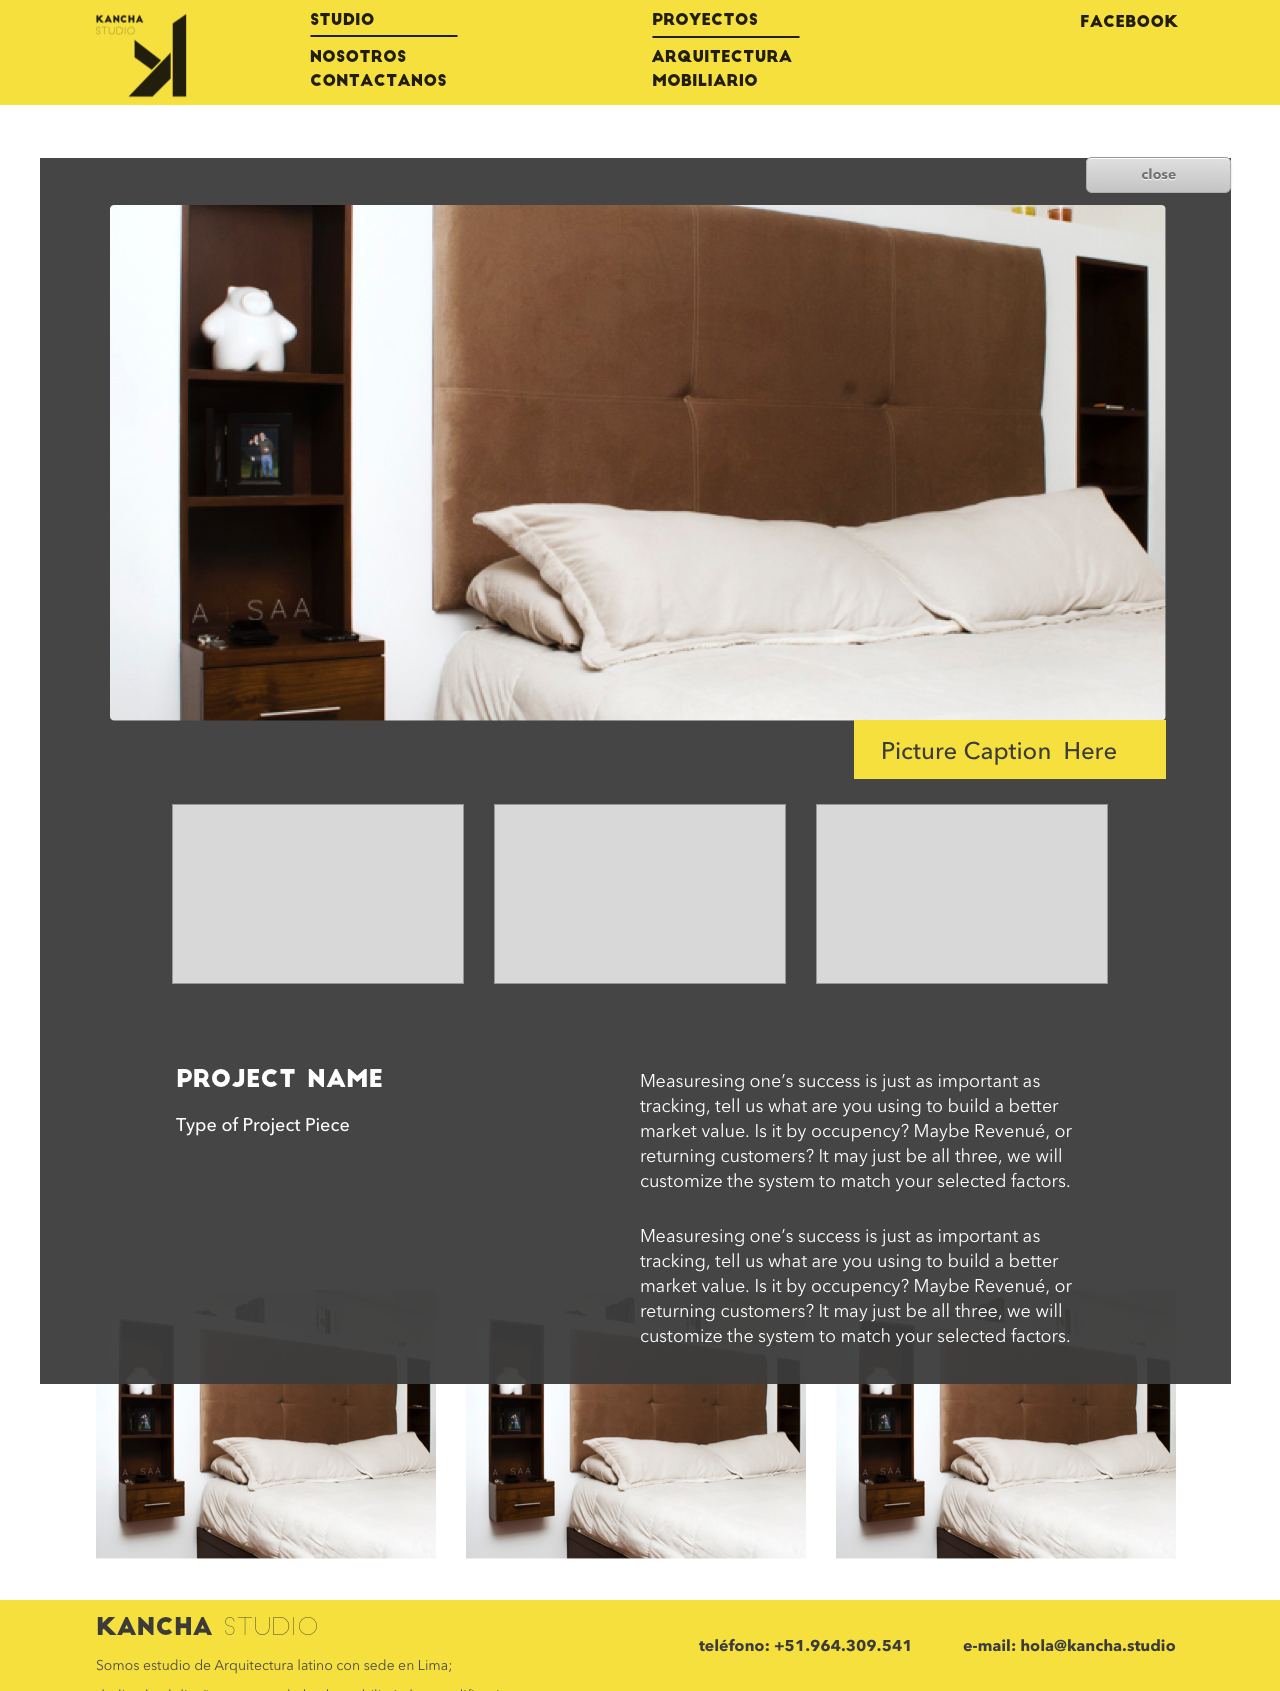 KANCHA
STUDIO
STUDIO
NOSOTROS
CONTACTANOS
PROYECTOS
ARQUITECTURA
MOBILIARIO
FACEBOOK
close
A SAA
Picture Caption Here
PROJECT NAME
Type of Project Piece
Measuresing one’s success is just as important as
tracking, tell us what are you using to build a better
market value. Is it by occupency? Maybe Revenué, or
returning customers? It may just be all three, we will
customize the system to match your selected factors.
Measuresing one’s success is just as important as
tracking, tell us what are you using to build a better
market value. Is it by occupency? Maybe Revenué, or
returning customers? It may just be all three, we will
customize the system to match your selected factors.
A SAA
A SAA
A SAA
KANCHA STUDIO
Somos estudio de Arquitectura latino con sede en Lima;
teléfono: +51.964.309.541
e-mail: hola@kancha.studio